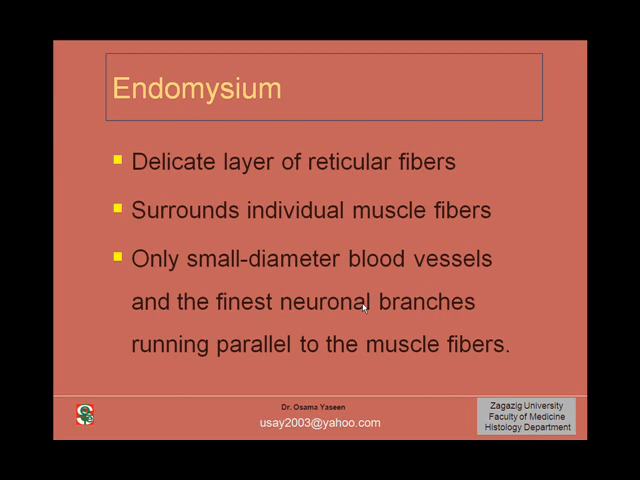 Endomysium
Delicate layer of reticular fibers
Surrounds individual muscle fibers
Only small-diameter blood vessels
and the finest neuronal branches
running parallel to the muscle fibers.
Dr. Osama Yaseen
usay2003@yahoo.com
Zagazig University
Faculty of Medicine
Histology Department